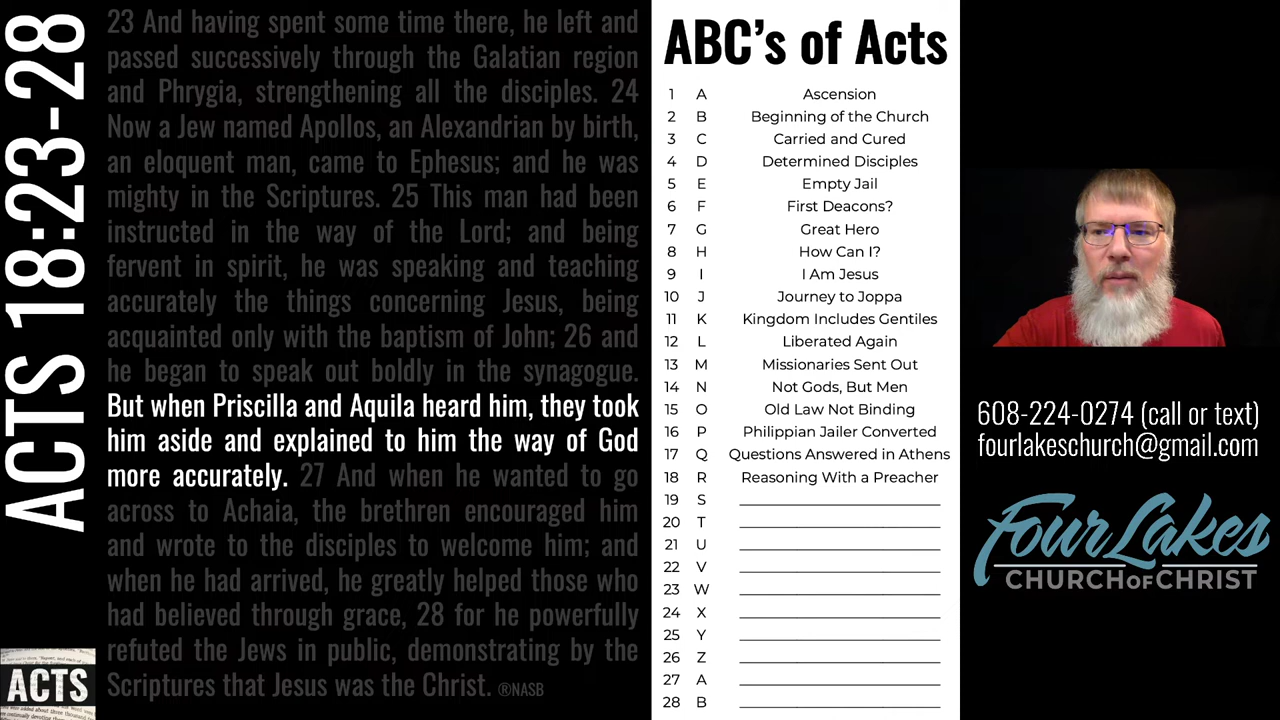 ACTS 18:23-28
23 And having spent some time there, he left and
passed successively through the Galatian region
and Phrygia, strengthening all the disciples. 24
Now a Jew named Apollos, an Alexandrian by birth,
an eloquent man, came to Ephesus; and he was
mighty in the Scriptures. 25 This man had been
instructed in the way of the Lord; and being
fervent in spirit, he was speaking and teaching
accurately the things concerning Jesus, being
acquainted only with the baptism of John; 26 and
he began to speak out boldly in the synagogue.
But when Priscilla and Aquila heard him, they took
him aside and explained to him the way of God
more accurately. 27 And when he wanted to go
across to Achaia, the brethren encouraged him
and wrote to the disciples to welcome him; and
when he had arrived, he greatly helped those who
had believed through grace, 28 for he powerfully
refuted the Jews in public, demonstrating by the
Scriptures that Jesus was the Christ. ®NASB
ACTS
ABC's of Acts
1 A Ascension
2 B Beginning of the Church
3 C Carried and Cured
4 D Determined Disciples
5 E Empty Jail
6 F First Deacons?
7 G Great Hero
8 H How Can I?
9 I I Am Jesus
10 J Journey to Joppa
11 K Kingdom Includes Gentiles
12 L Liberated Again
13 M Missionaries Sent Out
14 N Not Gods, But Men
15 O Old Law Not Binding
16 P Philippian Jailer Converted
17 Q Questions Answered in Athens
18 R Reasoning With a Preacher
19 S
20 T
21 U
22 V
23 W
24 X
25 Y
26 Z
27 A
28 B
608-224-0274 (call or text)
fourlakeschurch@gmail.com
Four Lakes
CHURCH OF CHRIST